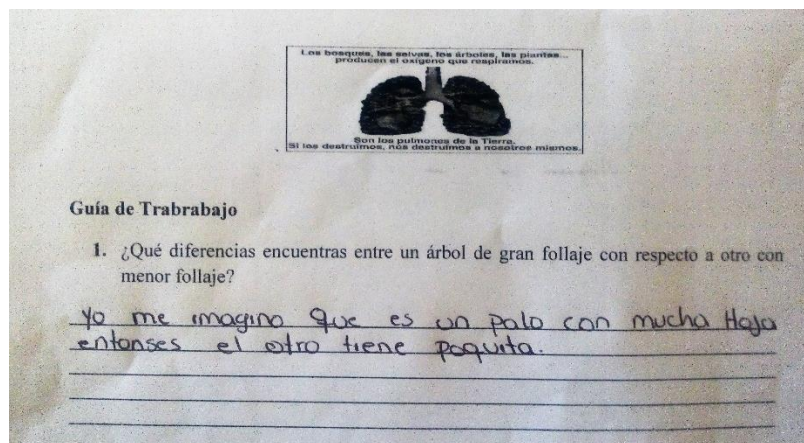 Los bosques, las selvas, los árboles, las plantas...
producen el oxígeno que respiramos.
Son los pulmones de la Tierra.
Si los destruimos, nos destruimos a nosotros mismos.
Guía de Trabrabajo
1. ¿Qué diferencias encuentras entre un árbol de gran follaje con respecto a otro con
menor follaje?
Yo me imagino que es un palo con mucha Hoja
entonses el otro tiene poquita.